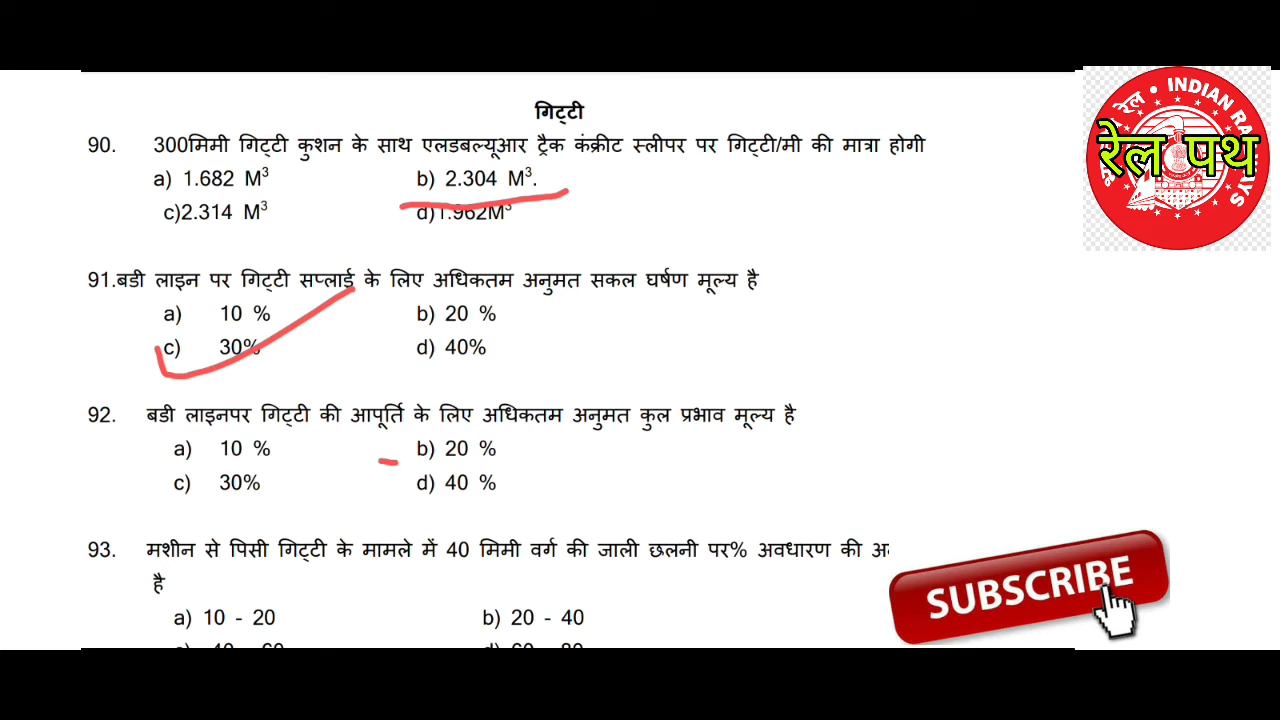 गिट्टी
90. 300मिमी गिट्टी कुशन के साथ एलडबल्यूआर ट्रैक कंक्रीट स्लीपर पर गिट्टी/मी की मात्रा होगी
a) 1.682 M³ b) 2.304 M³.
c)2.314 M³ d)1.962M³
91.बडी लाइन पर गिट्टी सप्लाई के लिए अधिकतम अनुमत सकल घर्षण मूल्य है
a) 10 % b) 20 %
c) 30% d) 40%
92. बडी लाइनपर गिट्टी की आपूर्ति के लिए अधिकतम अनुमत कुल प्रभाव मूल्य है
a) 10 % b) 20 %
c) 30% d) 40 %
93. मशीन से पिसी गिट्टी के मामले में 40 मिमी वर्ग की जाली छलनी पर% अवधारण की
है
a) 10 - 20 b) 20 - 40
INDIAN
रेल पथ
SUBSCRIBE